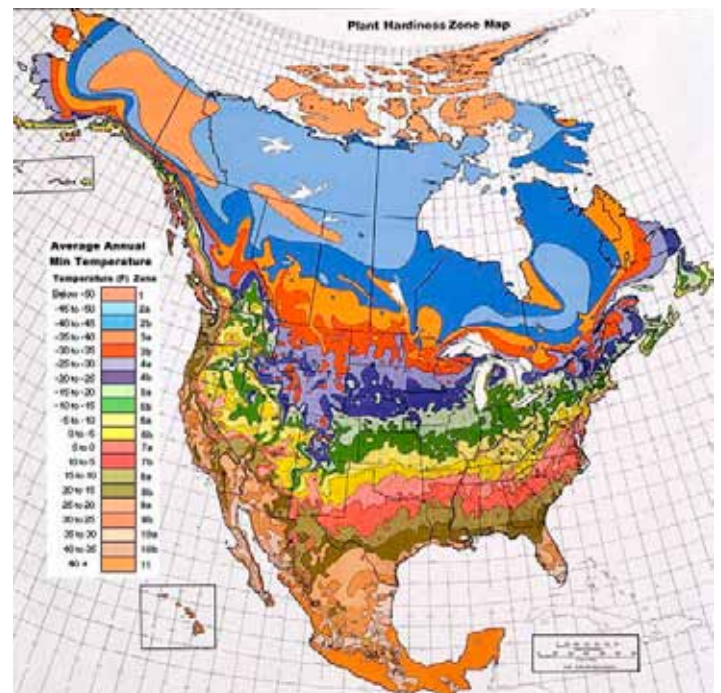 Plant Hardiness Zone Map
Average Annual
Min Temperature
Temperature (F) Zone
Below -50 1
-45 to -50 2a
-40 to -45 2b
-35 to -40 3a
-30 to -35 3b
-25 to -30 4a
-20 to -25 4b
-15 to -20 5a
-10 to -15 5b
-5 to -10 6a
0 to -5 6b
5 to 0 7a
10 to 5 7b
15 to 10 8a
20 to 15 8b
25 to 20 9a
30 to 25 9b
35 to 30 10a
40 to 35 10b
40 + 11